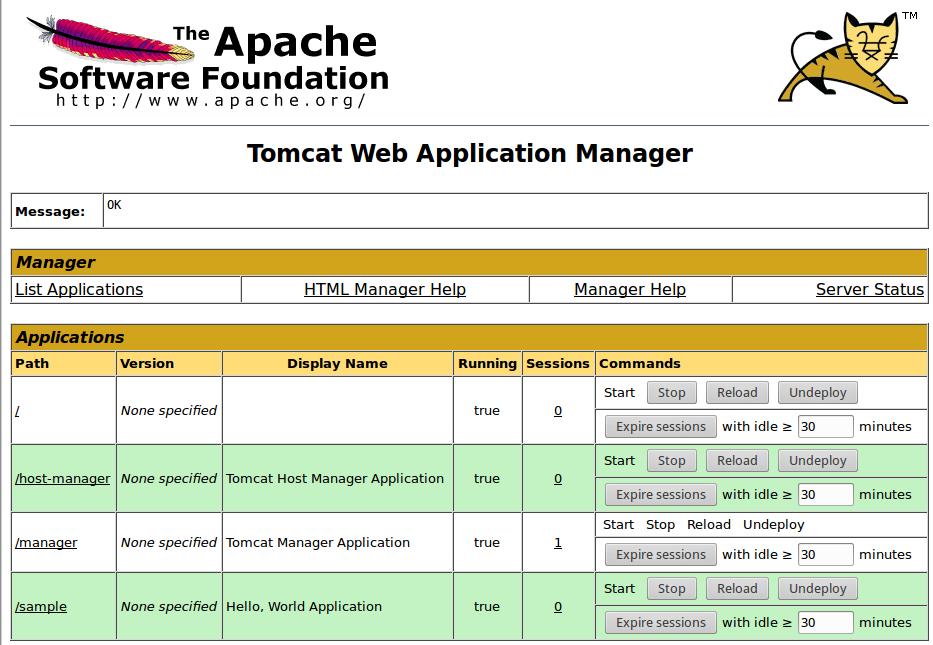 The Apache
Software Foundation
http://www.apache.org/
TM
Tomcat Web Application Manager
Message: OK
Manager
List Applications HTML Manager Help Manager Help Server Status
Applications
Path Version Display Name Running Sessions Commands
/ None specified true 0 Start Stop Reload Undeploy
Expire sessions with idle ≥ 30 minutes
/host-manager None specified Tomcat Host Manager Application true 0 Start Stop Reload Undeploy
Expire sessions with idle ≥ 30 minutes
/manager None specified Tomcat Manager Application true 1 Start Stop Reload Undeploy
Expire sessions with idle ≥ 30 minutes
/sample None specified Hello, World Application true 0 Start Stop Reload Undeploy
Expire sessions with idle ≥ 30 minutes